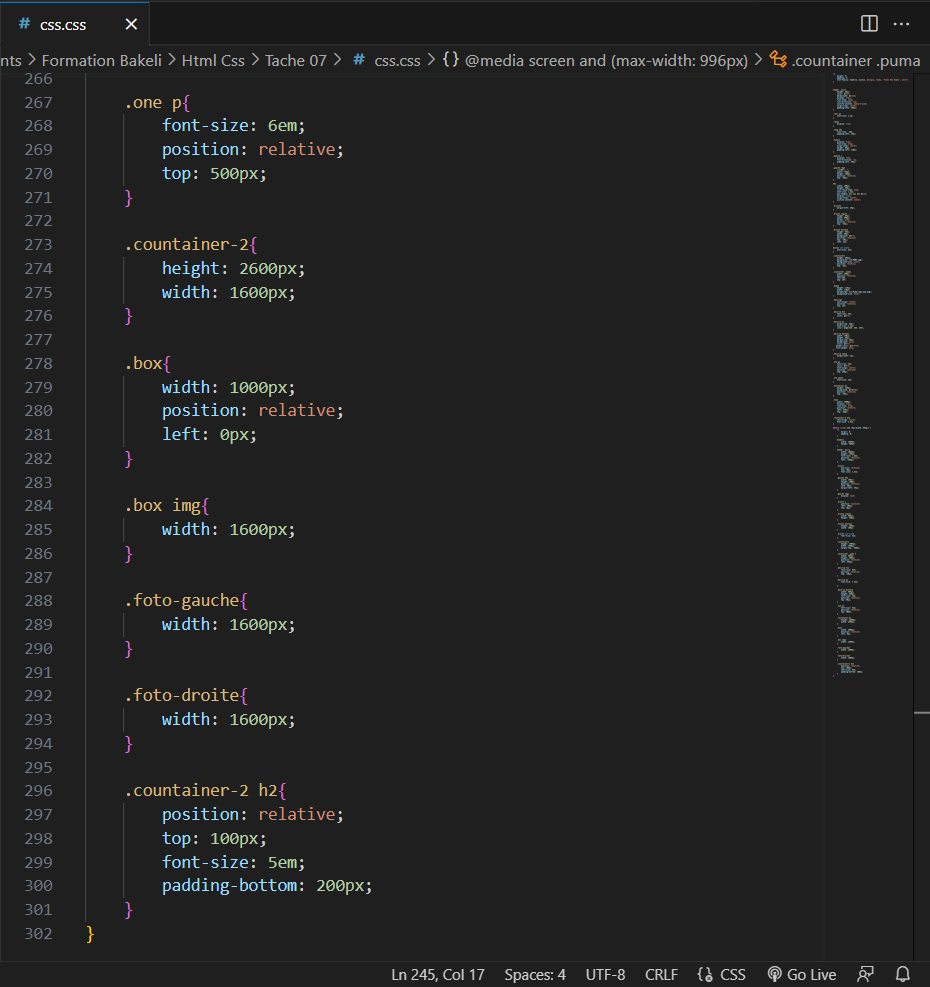 # css.css ×
nts > Formation Bakeli > Html Css > Tache 07 > # css.css > {} @media screen and (max-width: 996px) > .countainer .puma
266
267 .one p{
268 font-size: 6em;
269 position: relative;
270 top: 500px;
271 }
272
273 .countainer-2{
274 height: 2600px;
275 width: 1600px;
276 }
277
278 .box{
279 width: 1000px;
280 position: relative;
281 left: 0px;
282 }
283
284 .box img{
285 width: 1600px;
286 }
287
288 .foto-gauche{
289 width: 1600px;
290 }
291
292 .foto-droite{
293 width: 1600px;
294 }
295
296 .countainer-2 h2{
297 position: relative;
298 top: 100px;
299 font-size: 5em;
300 padding-bottom: 200px;
301 }
302 }
Ln 245, Col 17 Spaces: 4 UTF-8 CRLF {} CSS Go Live